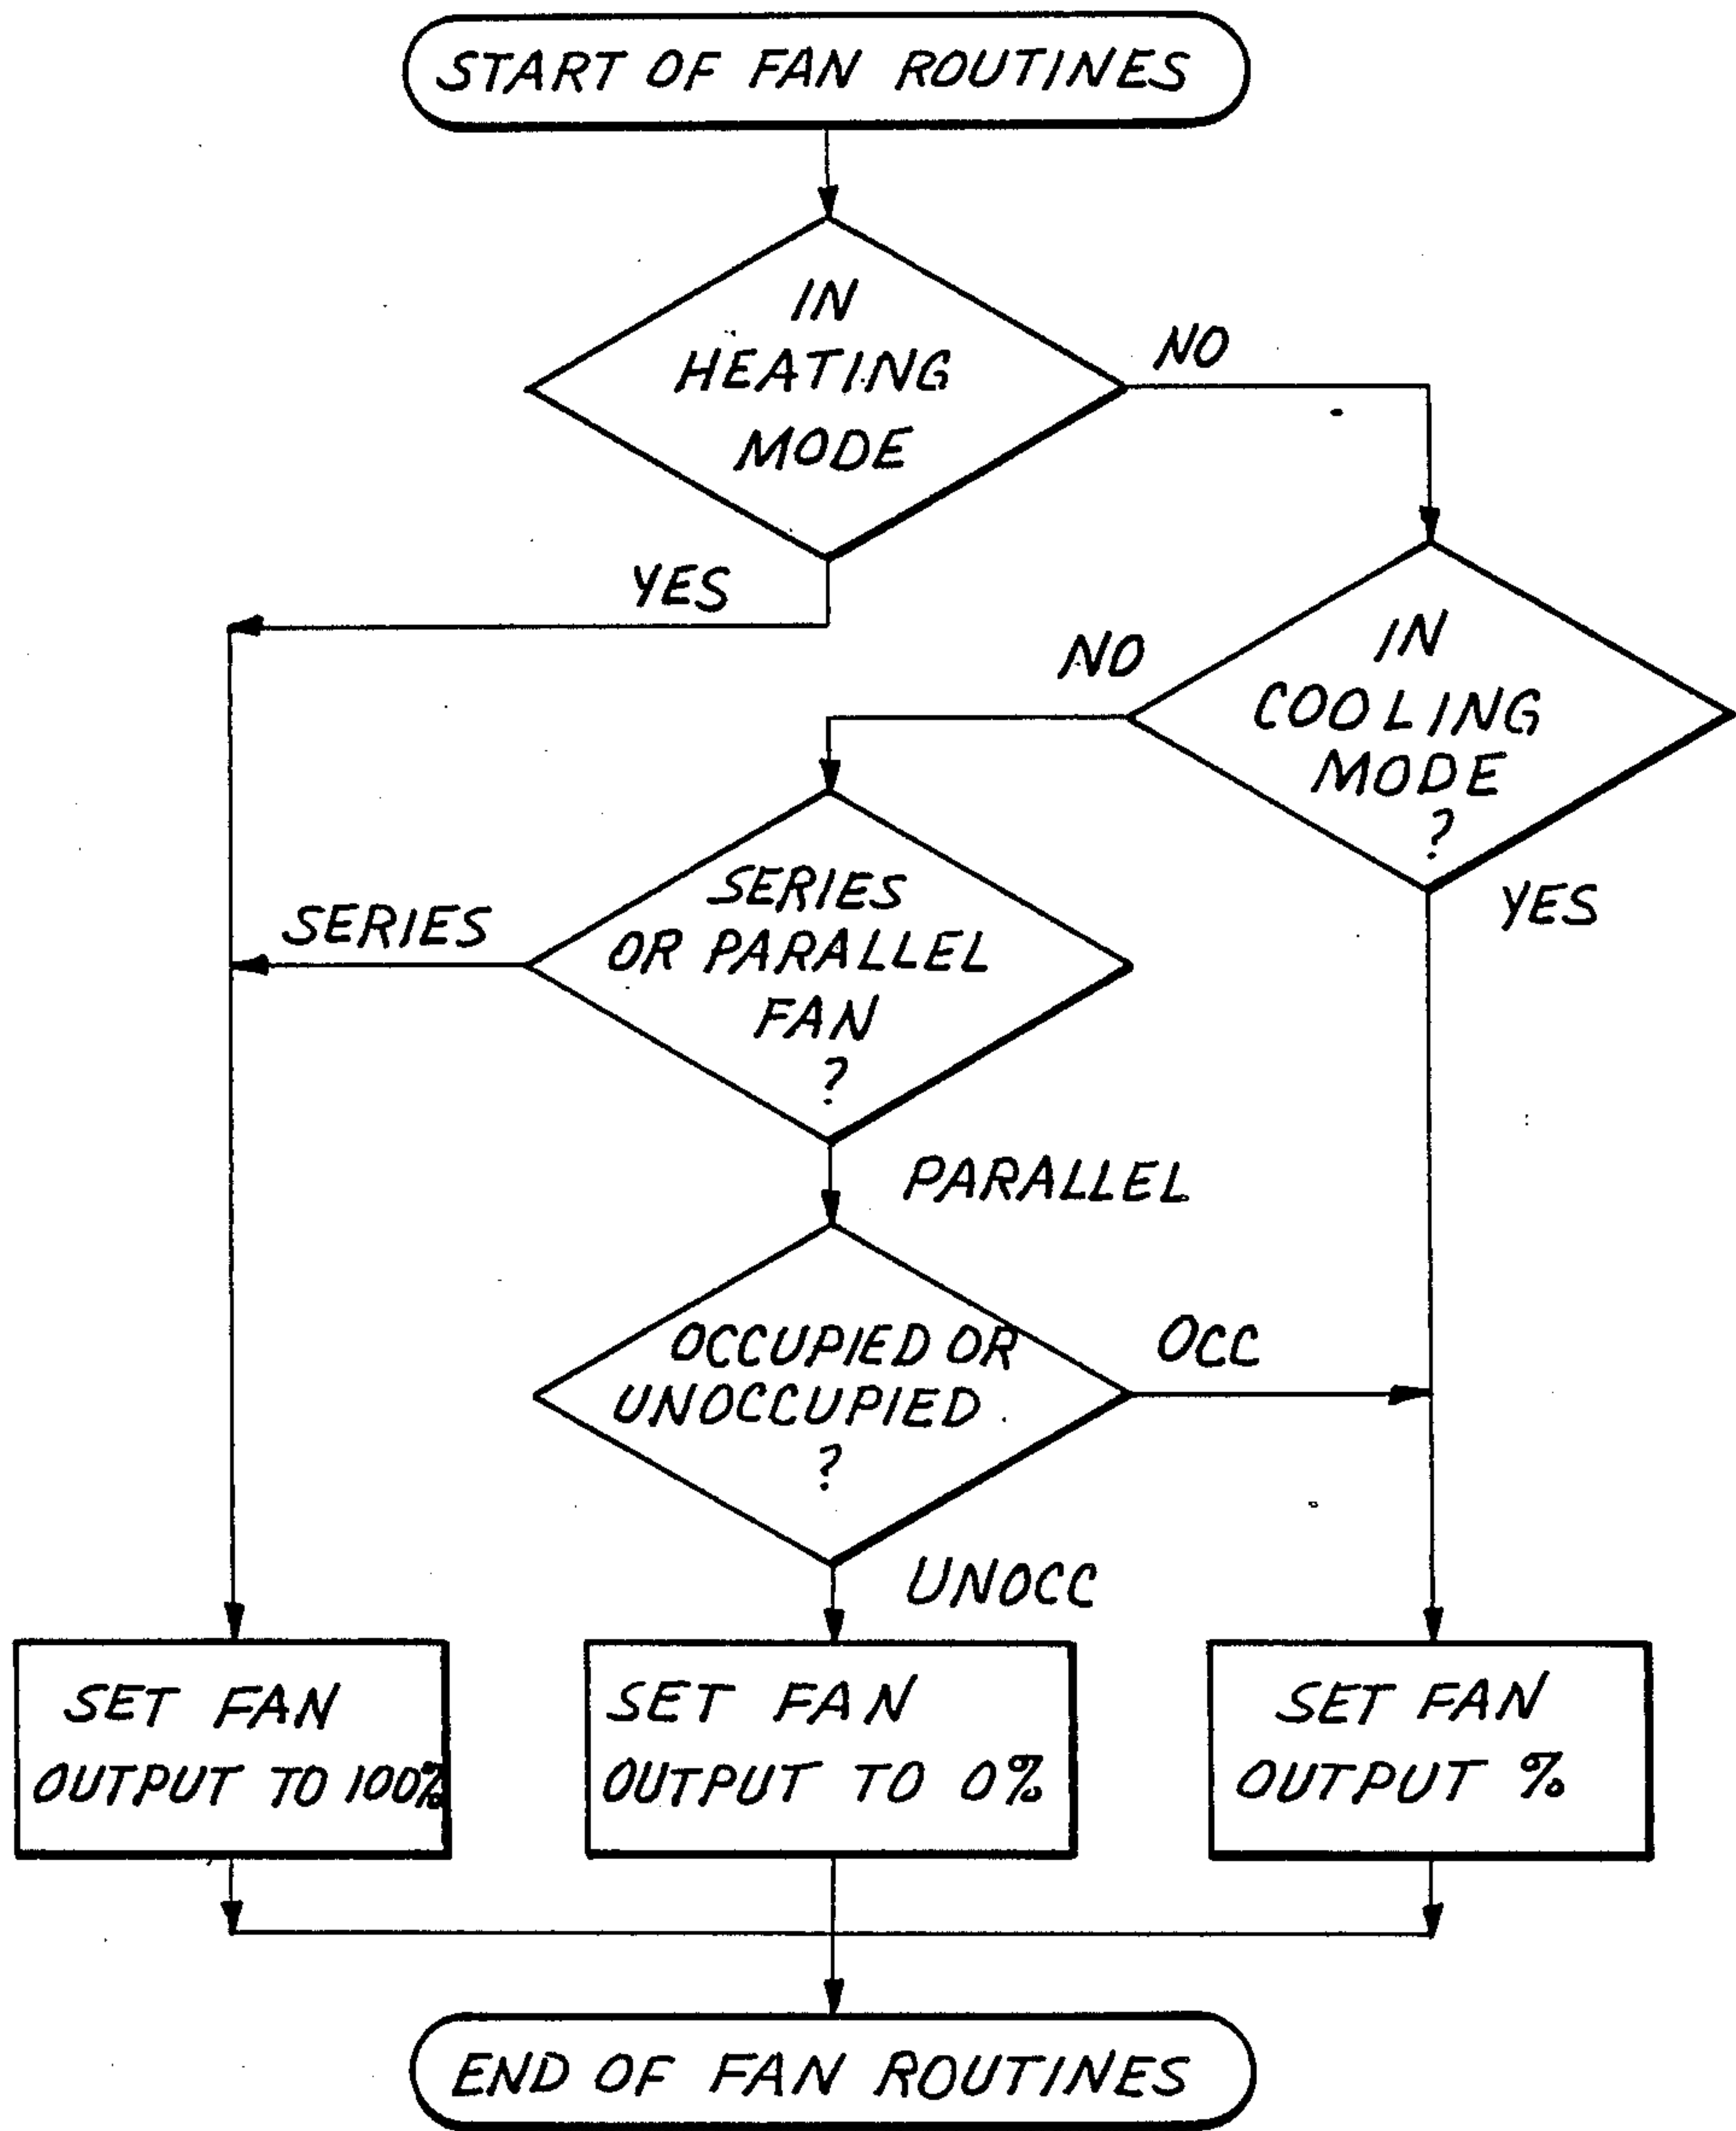 START OF FAN ROUTINES
IN
HEATING
MODE
NO
YES
IN
COOLING
MODE
?
NO
YES
SERIES
OR PARALLEL
FAN
?
SERIES
PARALLEL
OCCUPIED OR
UNOCCUPIED
?
OCC
UNOCC
SET FAN
OUTPUT TO 100%
SET FAN
OUTPUT TO 0%
SET FAN
OUTPUT %
END OF FAN ROUTINES